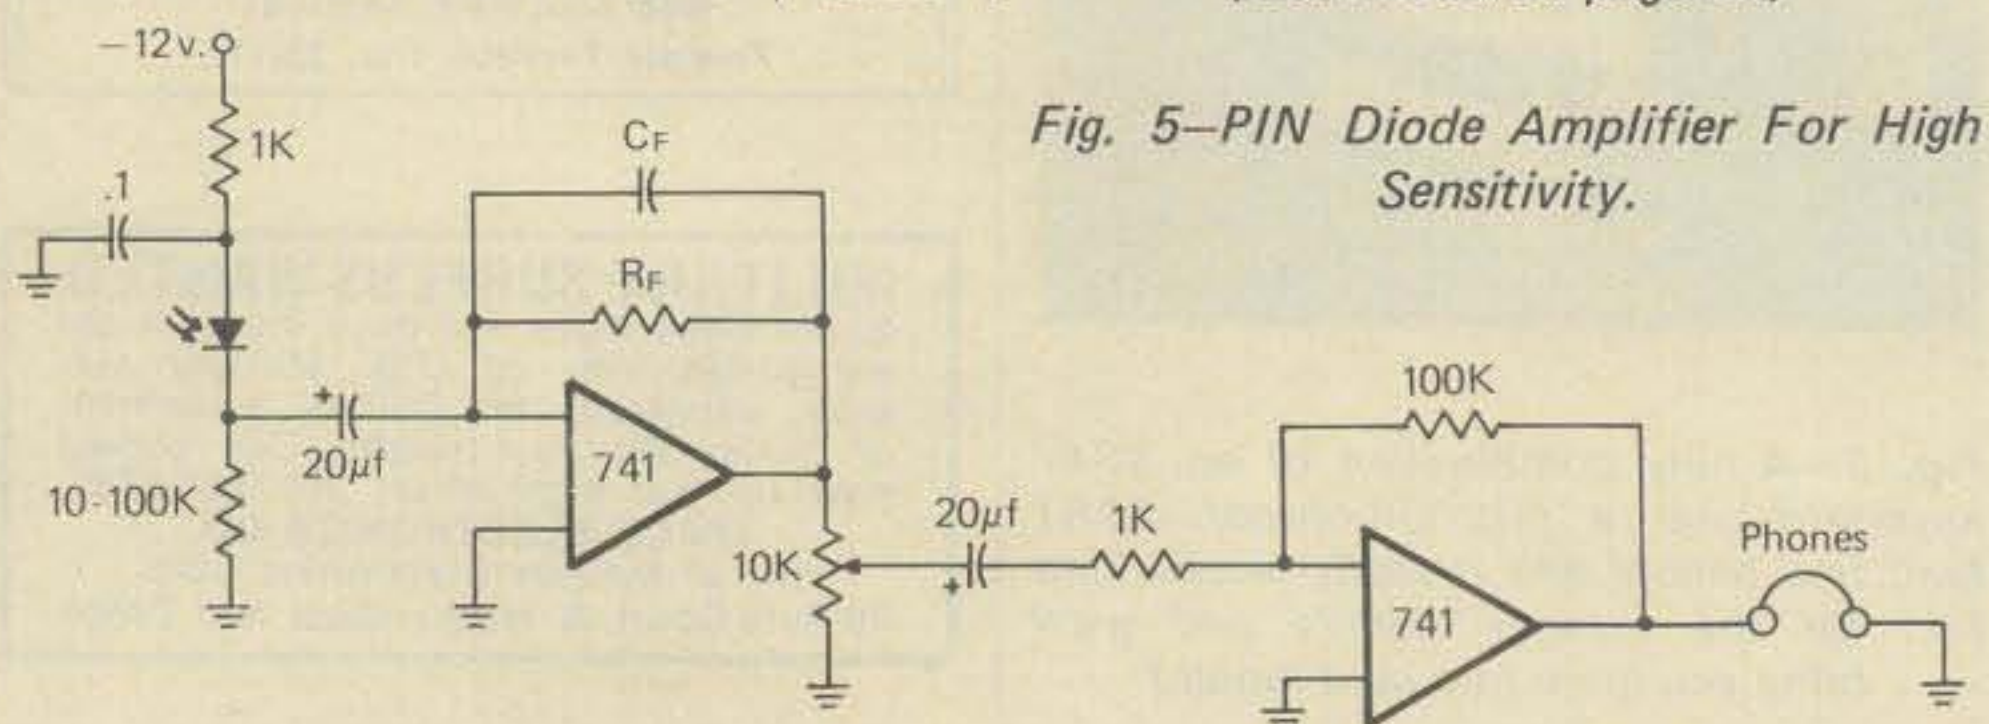 −12v.
1K
.1
CF
RF
Fig. 5—PIN Diode Amplifier For High
Sensitivity.
+
20µf
741
10-100K
10K
20µf
+
1K
100K
741
Phones